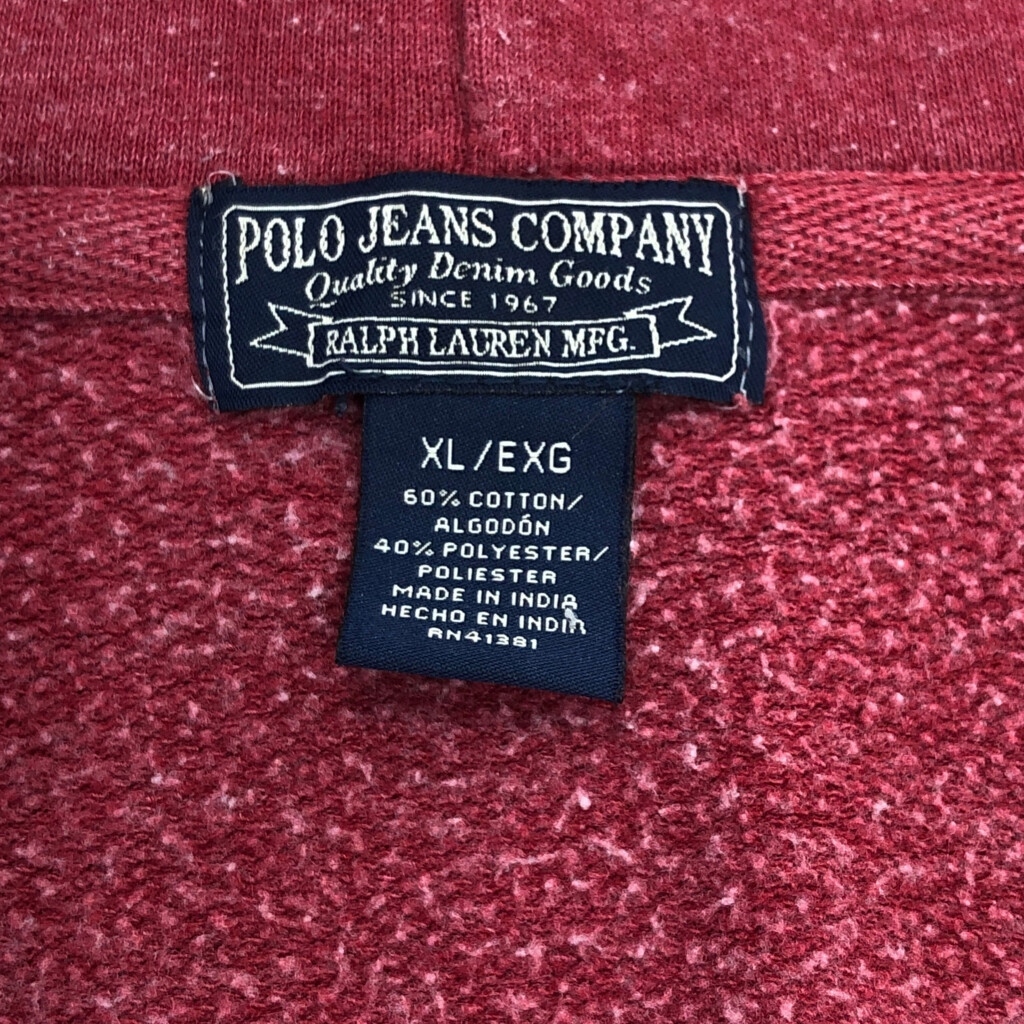 POLO JEANS COMPANY
Quality Denim Goods
SINCE 1967
RALPH LAUREN MFG.
XL/EXG
60% COTTON/
ALGODÓN
40% POLYESTER/
POLIESTER
MADE IN INDIA
HECHO EN INDIA
RN41381